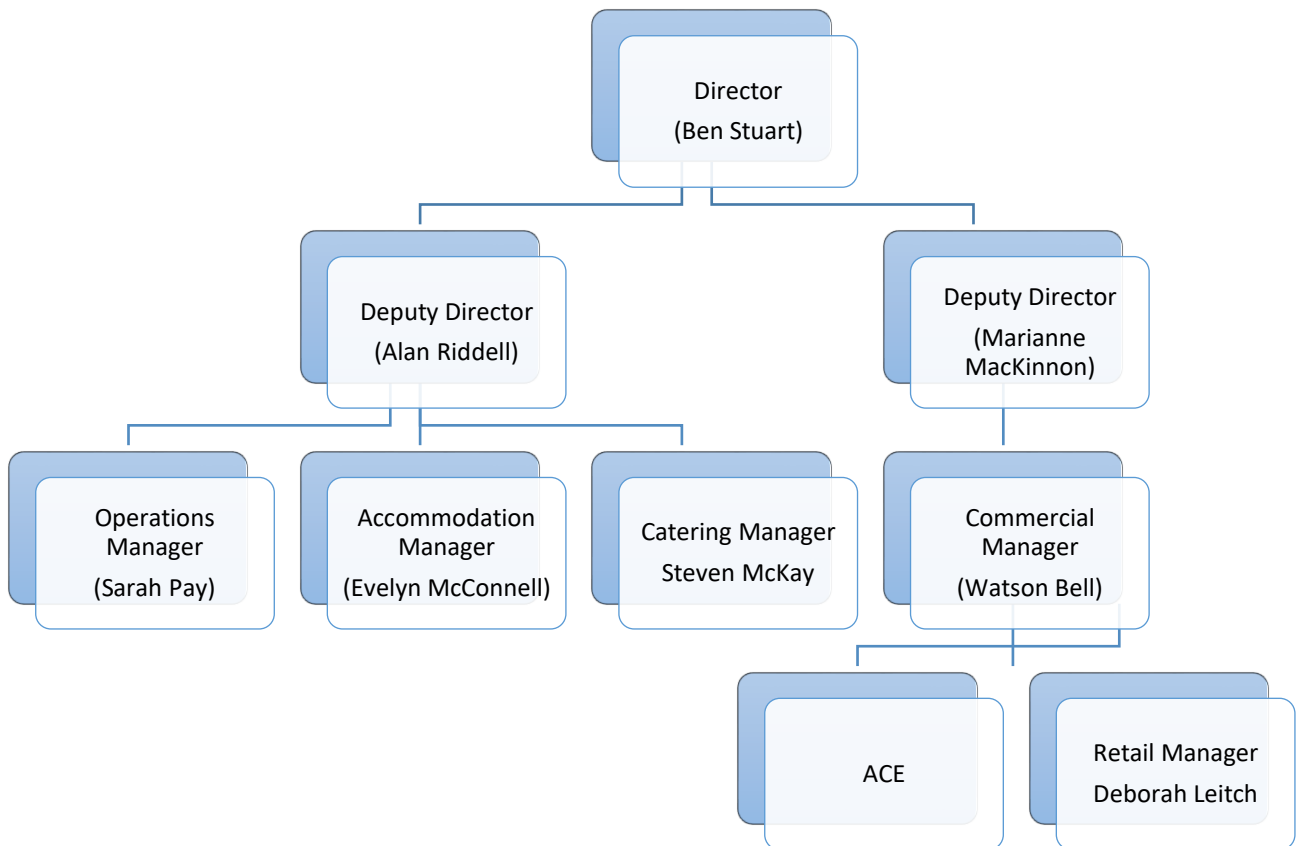 Director
(Ben Stuart)
Deputy Director
(Alan Riddell)
Deputy Director
(Marianne
MacKinnon)
Operations
Manager
(Sarah Pay)
Accommodation
Manager
(Evelyn McConnell)
Catering Manager
Steven McKay
Commercial
Manager
(Watson Bell)
ACE
Retail Manager
Deborah Leitch